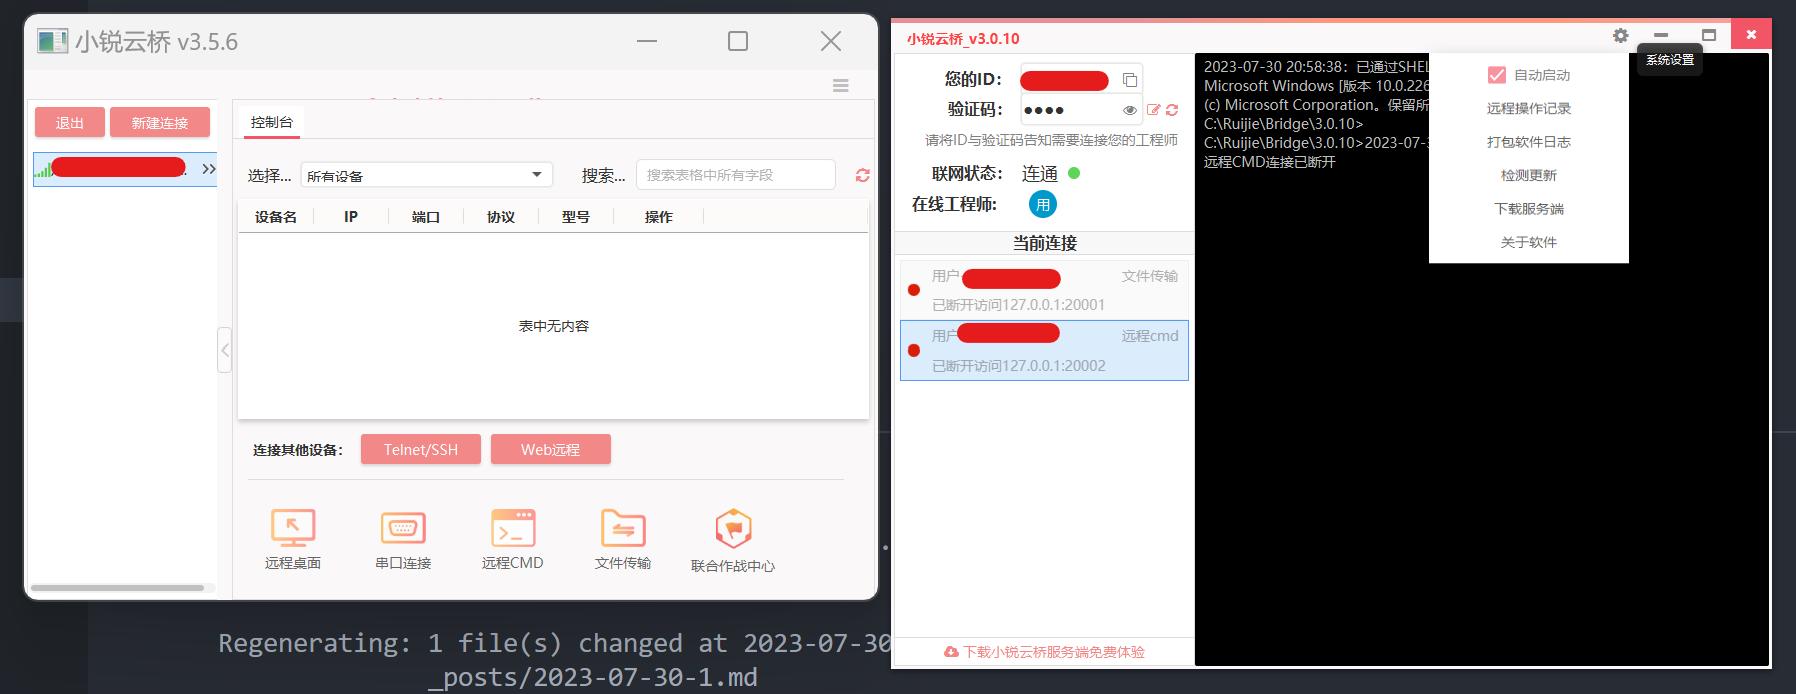 小锐云桥 v3.5.6
退出
新建连接
控制台
选择...
所有设备
搜索...
搜索表格中所有字段
设备名
IP
端口
协议
型号
操作
表中无内容
连接其他设备：
Telnet/SSH
Web远程
远程桌面
串口连接
远程CMD
文件传输
联合作战中心
小锐云桥_v3.0.10
系统设置
您的ID：
验证码：
●●●●
请将ID与验证码告知需要连接您的工程师
联网状态：
连通
在线工程师:
用
当前连接
用户
文件传输
已断开访问127.0.0.1:20001
用户
远程cmd
已断开访问127.0.0.1:20002
下载小锐云桥服务端免费体验
2023-07-30 20:58:38：已通过SHEL
Microsoft Windows [版本 10.0.226
(c) Microsoft Corporation。保留所
C:\Ruijie\Bridge\3.0.10>
C:\Ruijie\Bridge\3.0.10>2023-07-3
远程CMD连接已断开
自动启动
远程操作记录
打包软件日志
检测更新
下载服务端
关于软件
Regenerating: 1 file(s) changed at 2023-07-30
_posts/2023-07-30-1.md